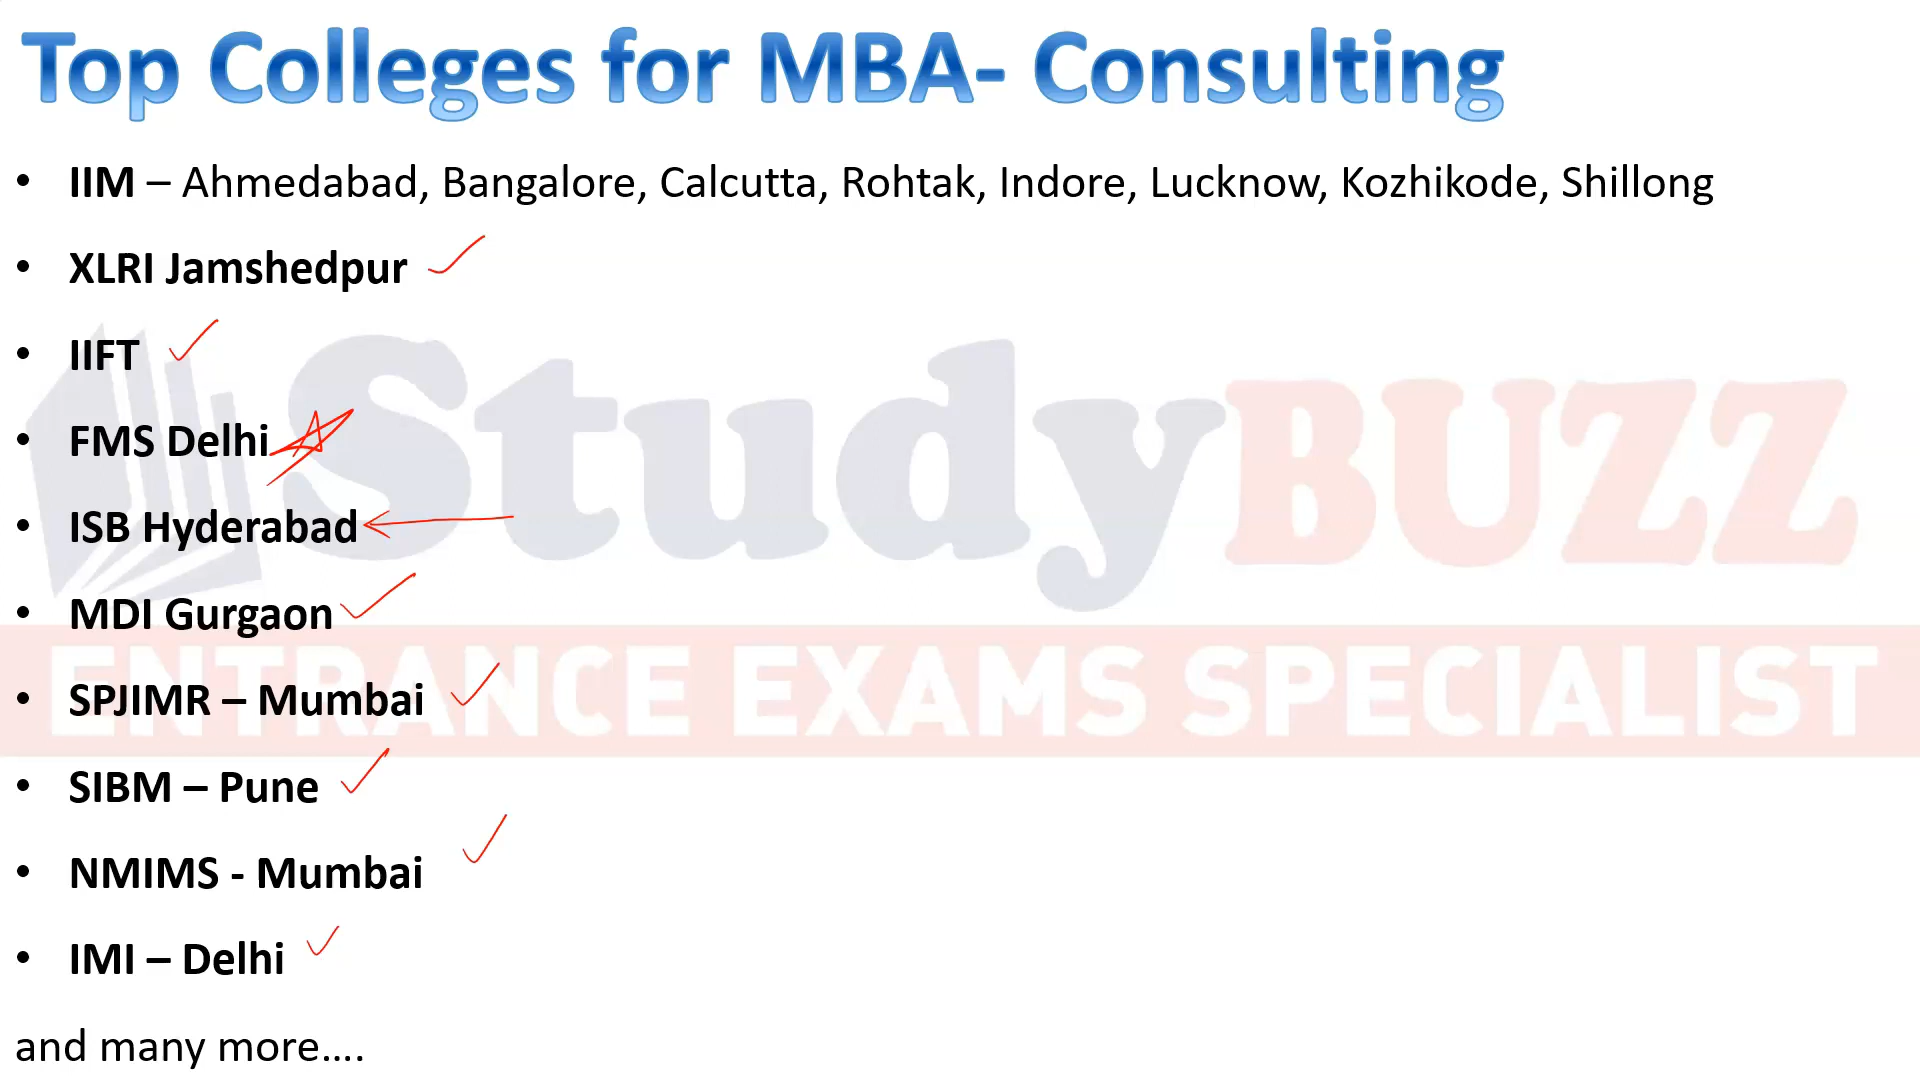 Top Colleges for MBA- Consulting
• IIM – Ahmedabad, Bangalore, Calcutta, Rohtak, Indore, Lucknow, Kozhikode, Shillong
• XLRI Jamshedpur
• IIFT
• FMS Delhi
• ISB Hyderabad
• MDI Gurgaon
• SPJIMR – Mumbai
• SIBM – Pune
• NMIMS - Mumbai
• IMI – Delhi
and many more....
StudyBUZZ
ENTRANCE EXAMS SPECIALIST